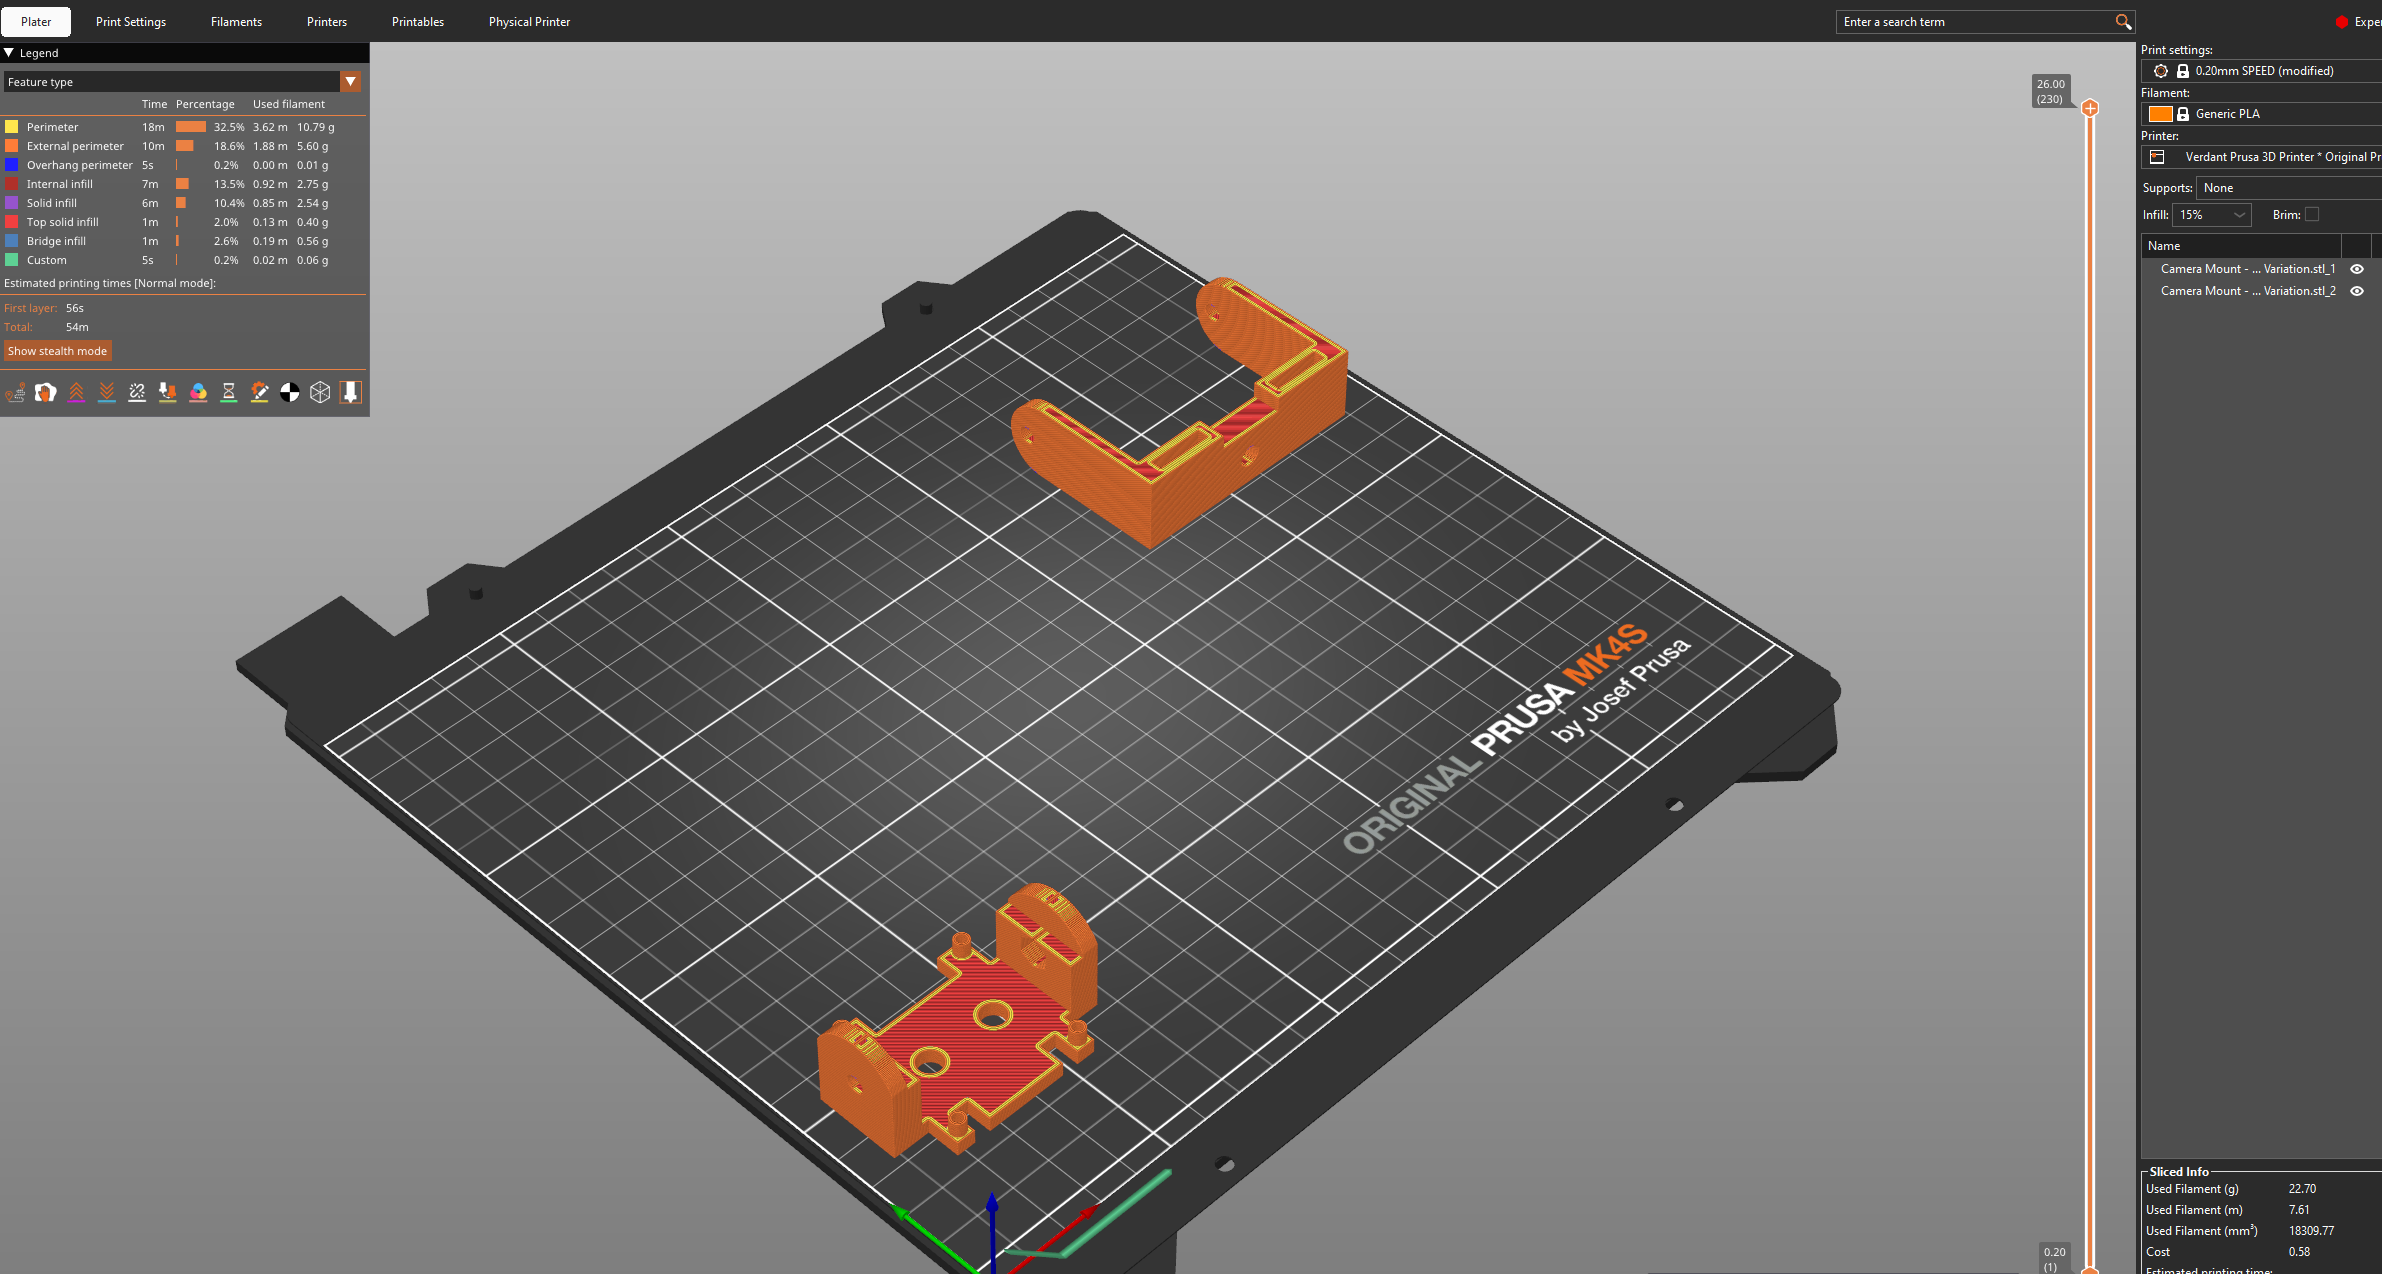 Plater Print Settings Filaments Printers Printables Physical Printer Enter a search term
Legend
Feature type
Time Percentage Used filament
Perimeter 18m 32.5% 3.62 m 10.79 g
External perimeter 10m 18.6% 1.88 m 5.60 g
Overhang perimeter 5s 0.2% 0.00 m 0.01 g
Internal infill 7m 13.5% 0.92 m 2.75 g
Solid infill 6m 10.4% 0.85 m 2.54 g
Top solid infill 1m 2.0% 0.13 m 0.40 g
Bridge infill 1m 2.6% 0.19 m 0.56 g
Custom 5s 0.2% 0.02 m 0.06 g
Estimated printing times [Normal mode]:
First layer: 56s
Total: 54m
Show stealth mode
26.00
(230)
ORIGINAL PRUSA MK4S
by Josef Prusa
0.20
(1)
Expe
Print settings:
0.20mm SPEED (modified)
Filament:
Generic PLA
Printer:
Verdant Prusa 3D Printer * Original Pr
Supports: None
Infill: 15% Brim:
Name
Camera Mount - ... Variation.stl_1
Camera Mount - ... Variation.stl_2
Sliced Info
Used Filament (g) 22.70
Used Filament (m) 7.61
Used Filament (mm³) 18309.77
Cost 0.58
Estimated printing time: